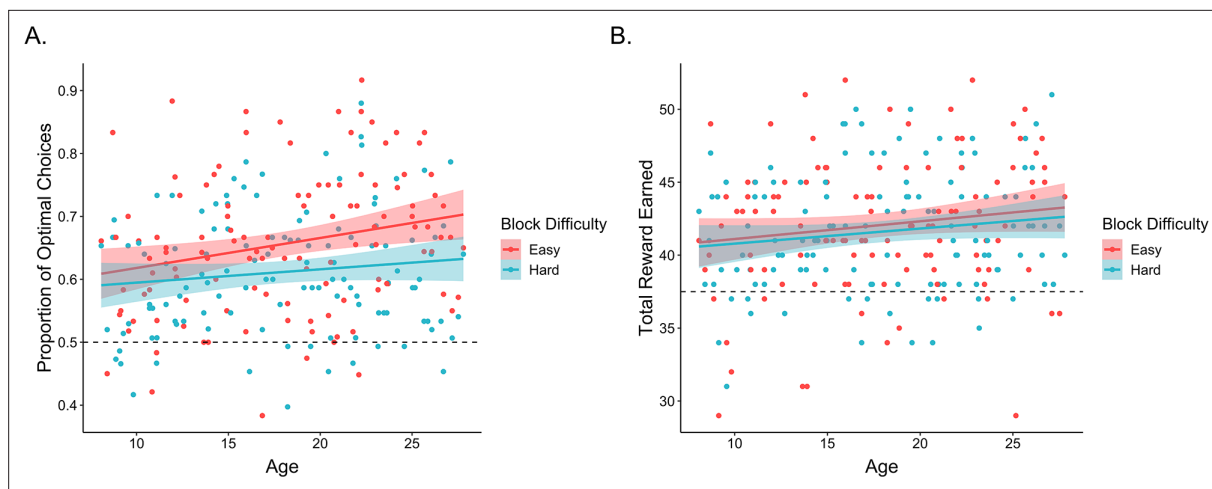 A.
Proportion of Optimal Choices
0.9
0.8
0.7
0.6
0.5
0.4
10
15
20
25
Age
Block Difficulty
Easy
Hard
B.
Total Reward Earned
50
45
40
35
30
10
15
20
25
Age
Block Difficulty
Easy
Hard